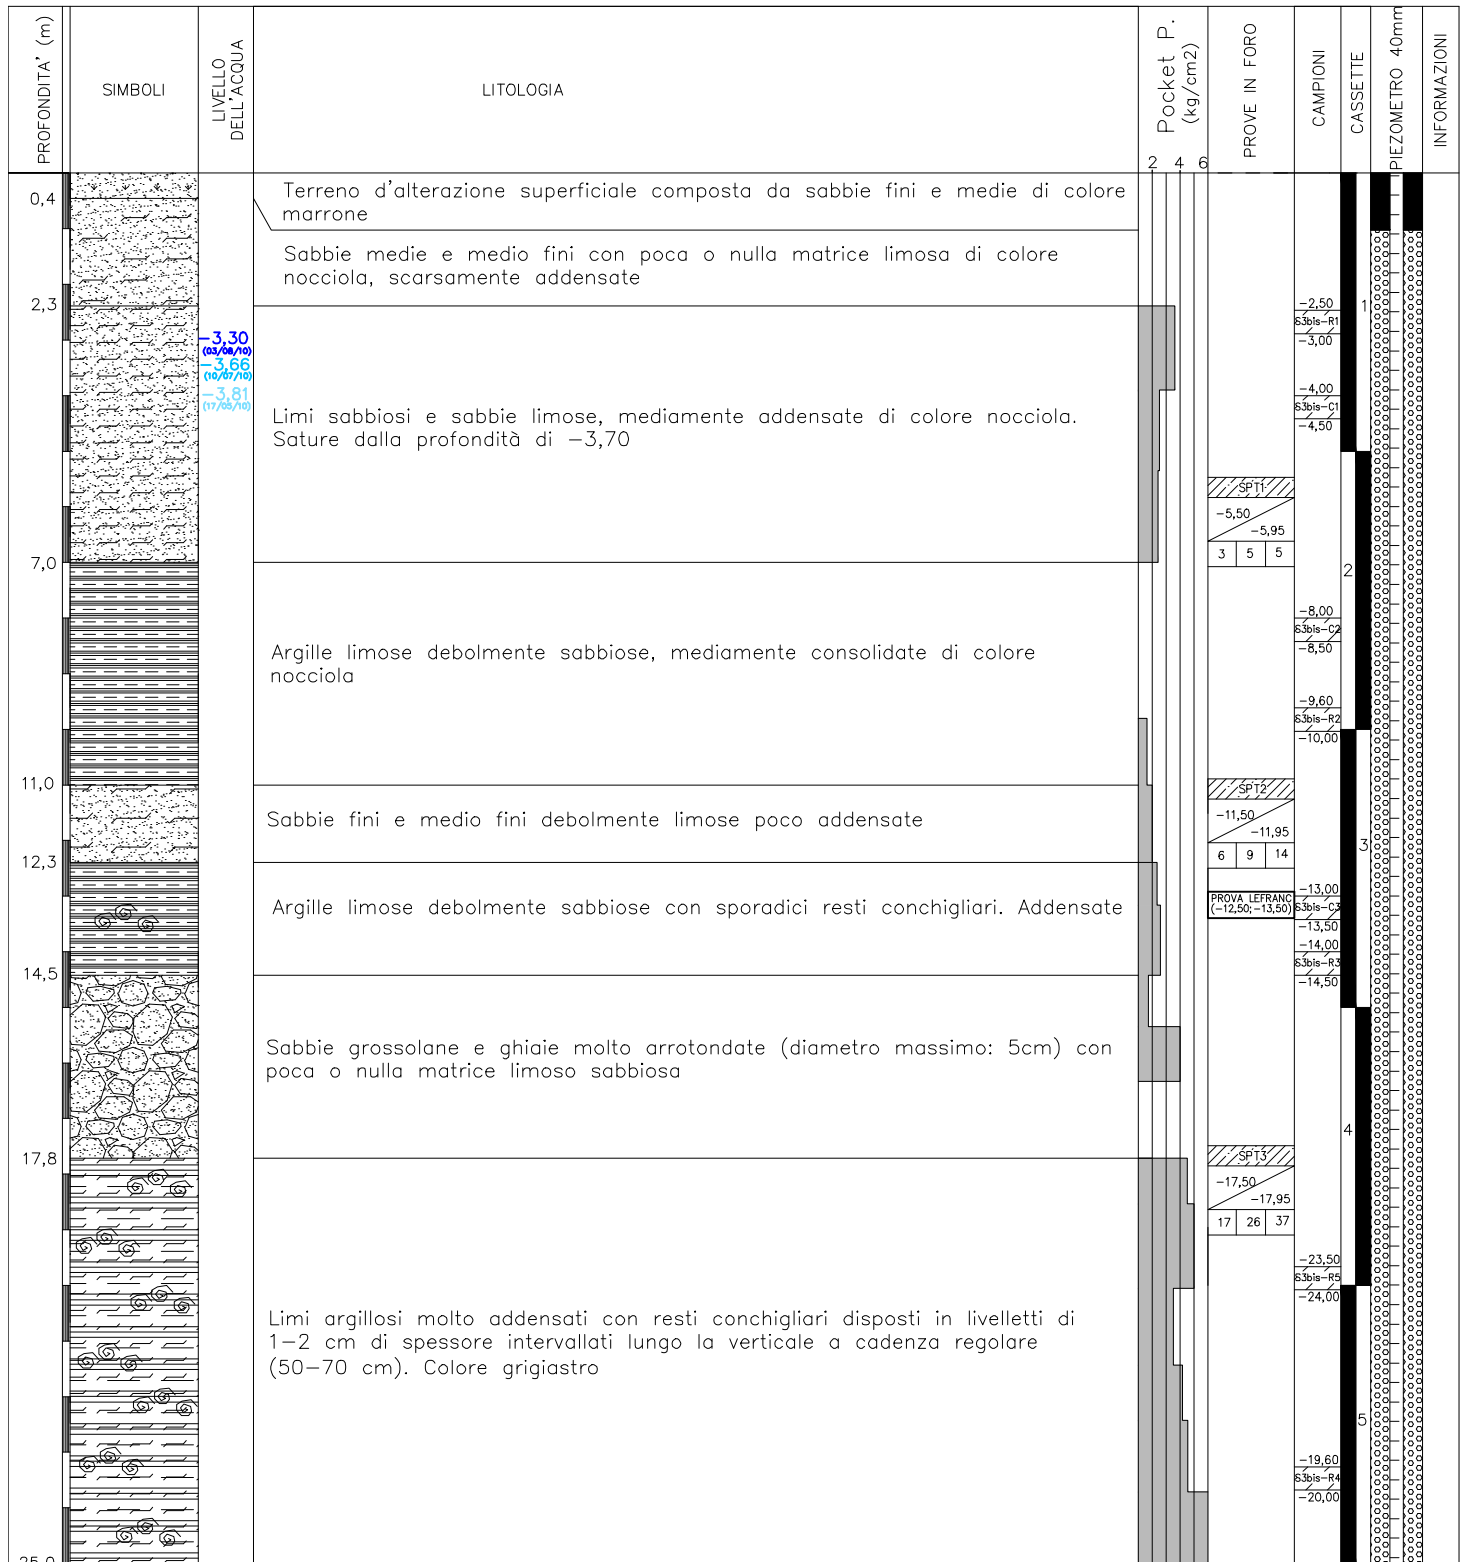 PROFONDITA' (m)
SIMBOLI
LIVELLO
DELL'ACQUA
LITOLOGIA
Pocket P.
(kg/cm2)
2 4 6
PROVE IN FORO
CAMPIONI
CASSETTE
PIEZOMETRO 40mm
INFORMAZIONI
0,4
Terreno d'alterazione superficiale composta da sabbie fini e medie di colore
marrone
Sabbie medie e medio fini con poca o nulla matrice limosa di colore
nocciola, scarsamente addensate
2,3
-2,50
S3bis-R1
-3,00
1
-3,30
(03/08/10)
-3,66
(10/07/10)
-3,81
(17/05/10)
Limi sabbiosi e sabbie limose, mediamente addensate di colore nocciola.
Sature dalla profondità di -3,70
-4,00
S3bis-C1
-4,50
SPT1
-5,50
-5,95
3 5 5
7,0
2
Argille limose debolmente sabbiose, mediamente consolidate di colore
nocciola
-8,00
S3bis-C2
-8,50
-9,60
S3bis-R2
-10,00
11,0
SPT2
-11,50
-11,95
6 9 14
Sabbie fini e medio fini debolmente limose poco addensate
3
12,3
Argille limose debolmente sabbiose con sporadici resti conchigliari. Addensate
PROVA LEFRANC
(-12,50;-13,50)
-13,00
S3bis-C3
-13,50
-14,00
S3bis-R3
-14,50
14,5
Sabbie grossolane e ghiaie molto arrotondate (diametro massimo: 5cm) con
poca o nulla matrice limoso sabbiosa
4
17,8
SPT3
-17,50
-17,95
17 26 37
-23,50
S3bis-R5
-24,00
Limi argillosi molto addensati con resti conchigliari disposti in livelletti di
1-2 cm di spessore intervallati lungo la verticale a cadenza regolare
(50-70 cm). Colore grigiastro
5
-19,60
S3bis-R4
-20,00
25,0